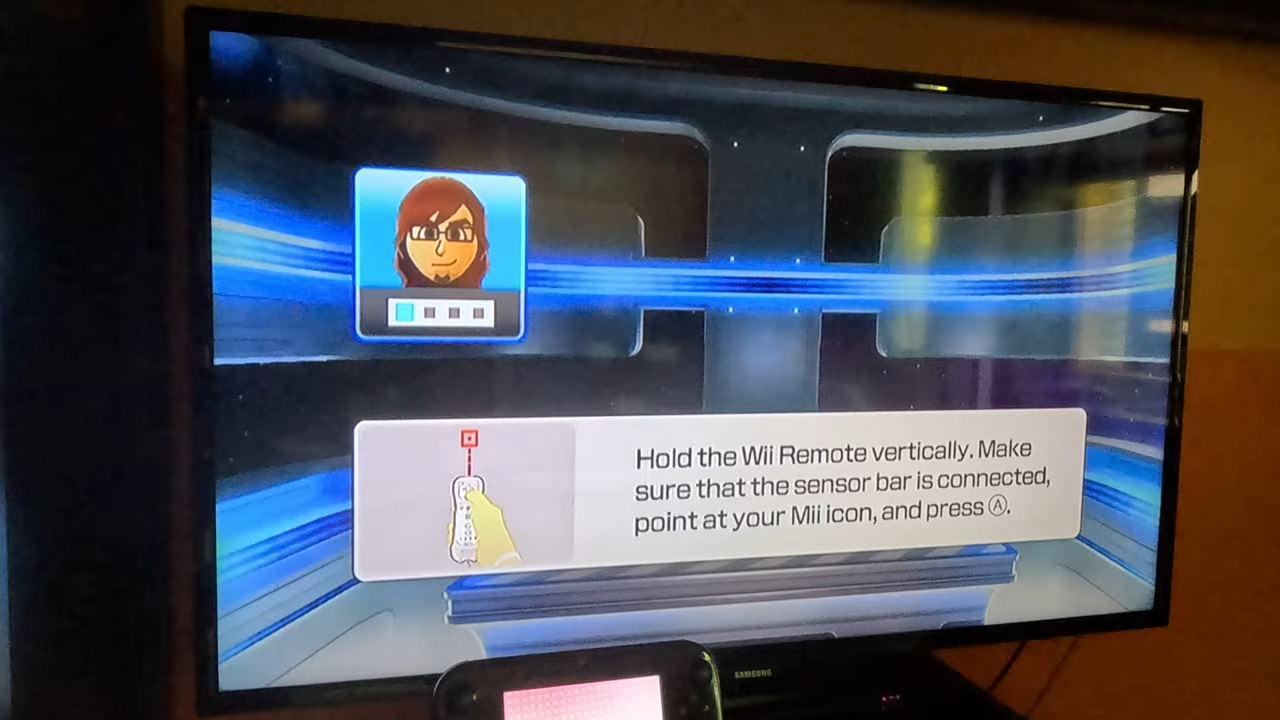 Hold the Wii Remote vertically. Make
sure that the sensor bar is connected,
point at your Mii icon, and press Ⓐ.
SAMSUNG